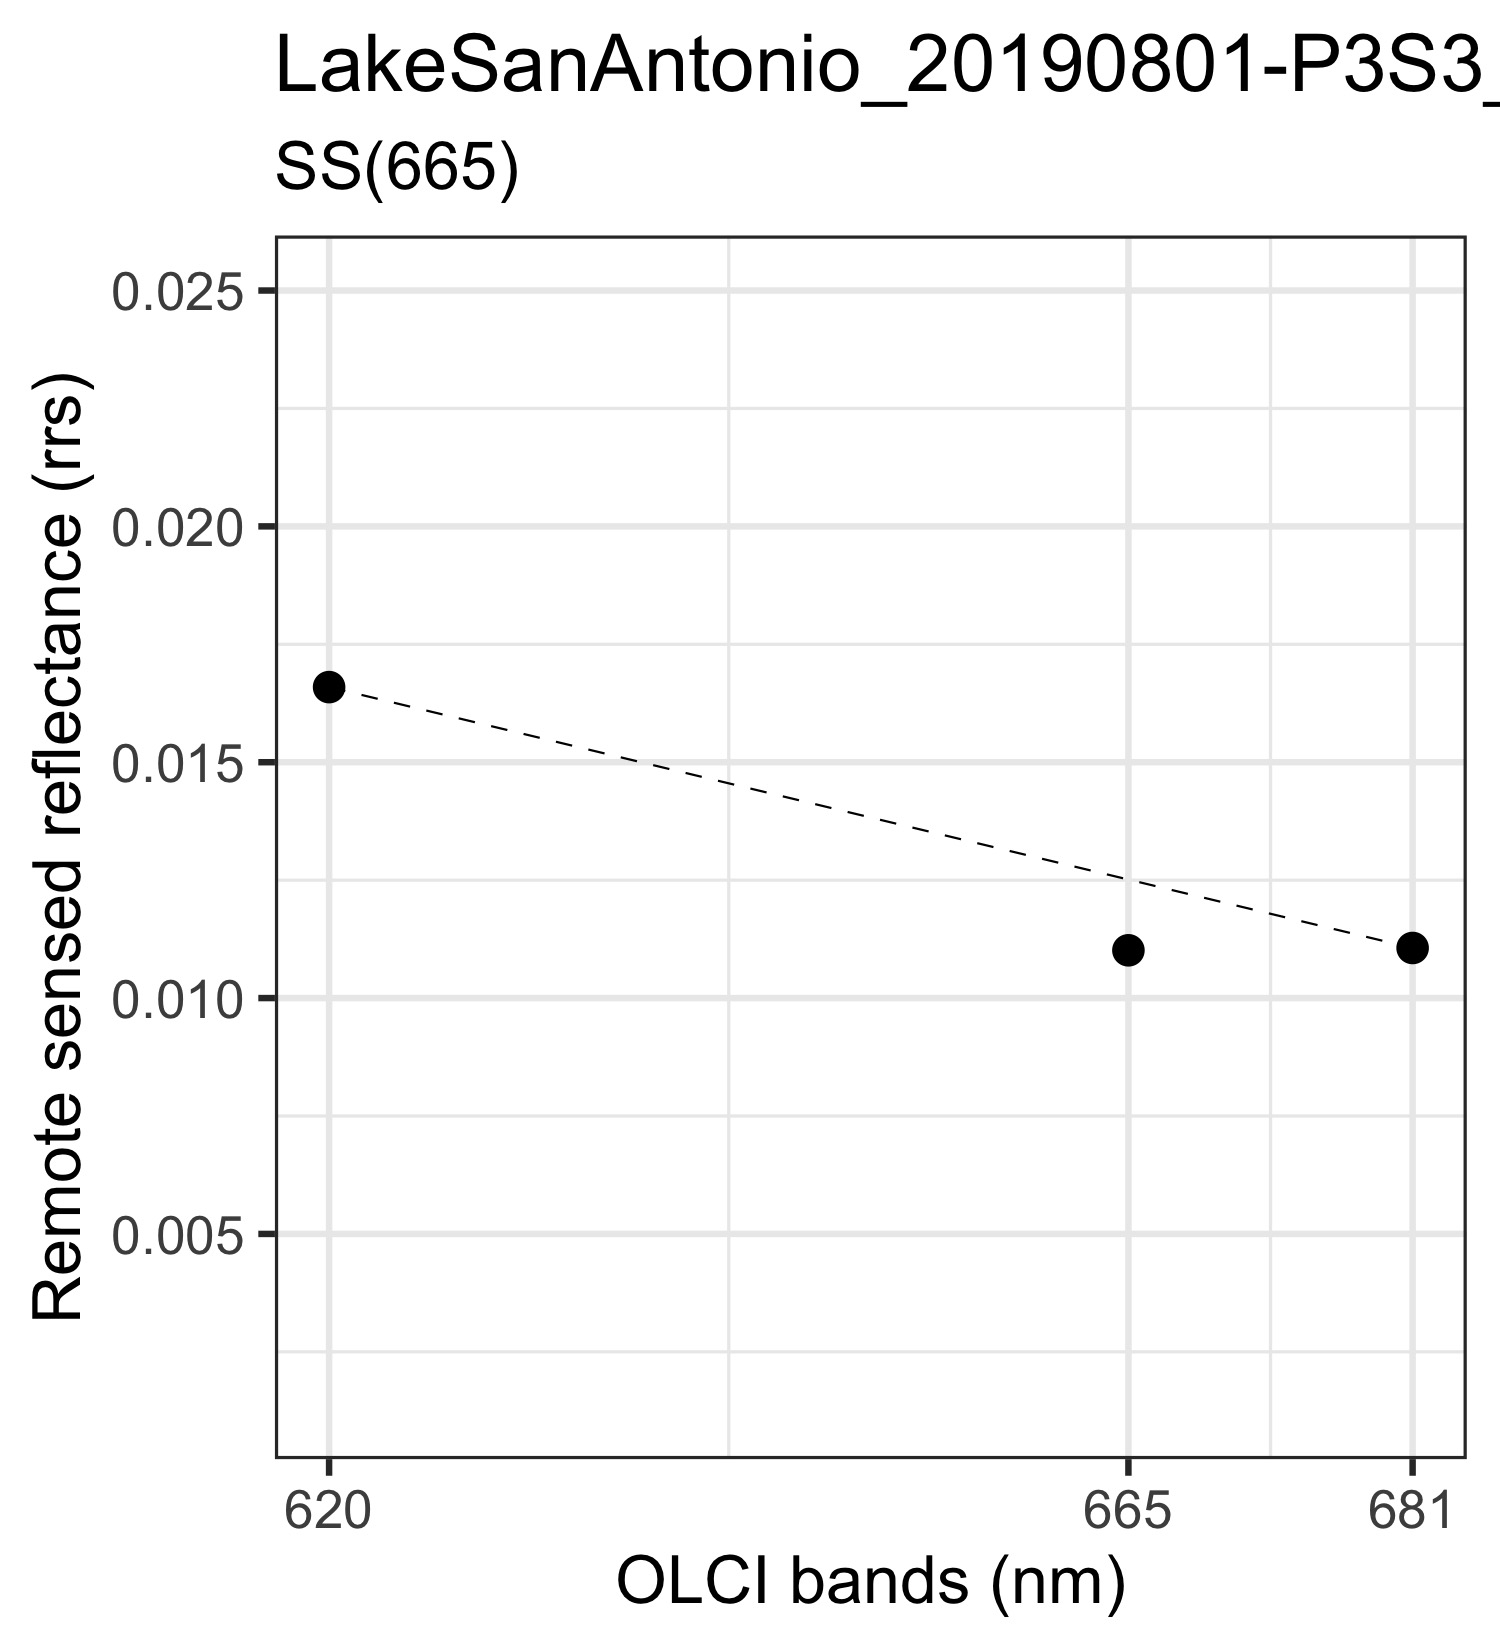 LakeSanAntonio_20190801-P3S3_
SS(665)
0.025
0.020
0.015
0.010
0.005
Remote sensed reflectance (rrs)
620
665
681
OLCI bands (nm)